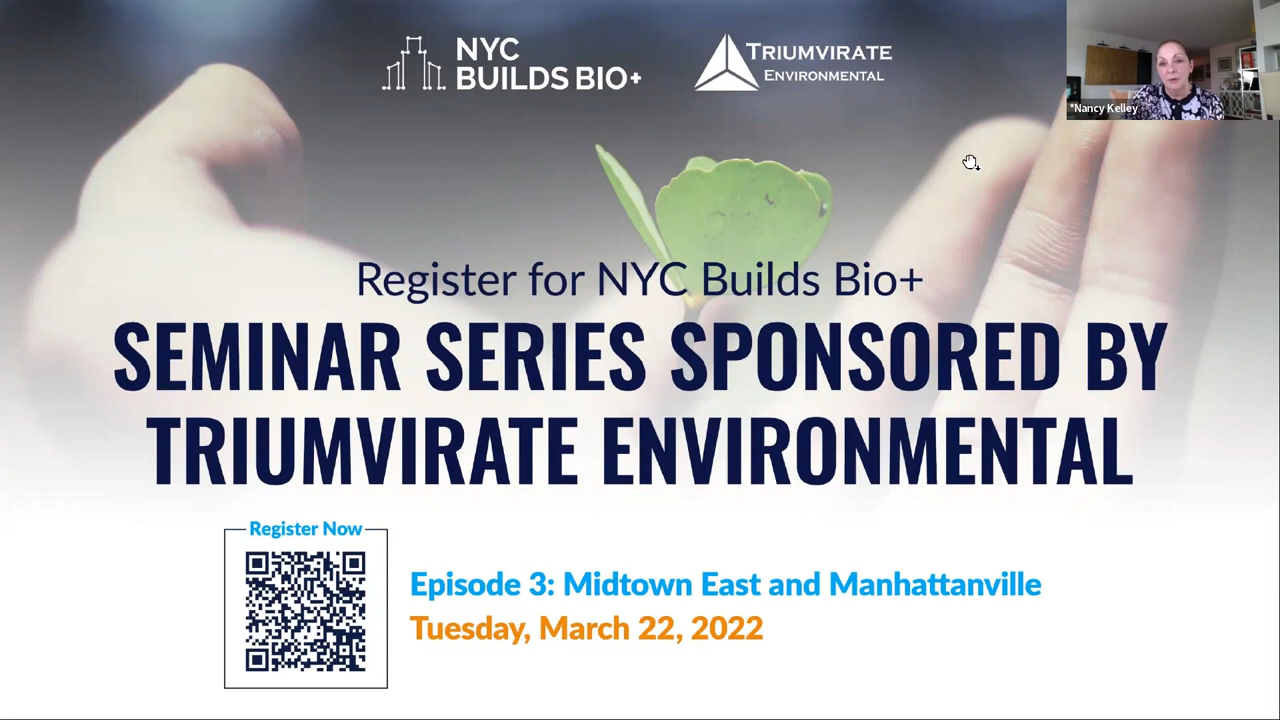 NYC
BUILDS BIO+
TRIUMVIRATE
ENVIRONMENTAL
*Nancy Kelley
Register for NYC Builds Bio+
SEMINAR SERIES SPONSORED BY
TRIUMVIRATE ENVIRONMENTAL
Register Now
Episode 3: Midtown East and Manhattanville
Tuesday, March 22, 2022